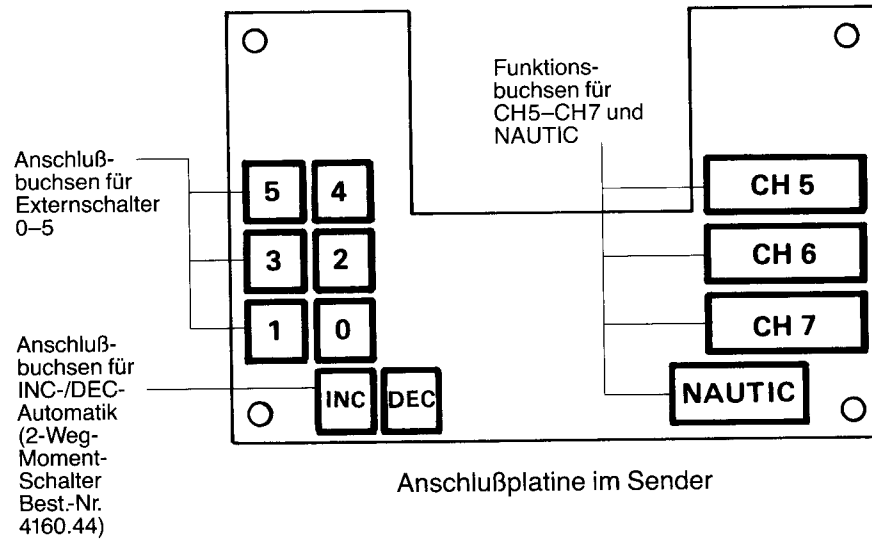 Funktions-
buchsen für
CH5–CH7 und
NAUTIC
Anschluß-
buchsen für
Externschalter
0–5
5 4
3 2
1 0
CH 5
CH 6
CH 7
NAUTIC
Anschluß-
buchsen für
INC-/DEC-
Automatik
(2-Weg-
Moment-
Schalter
Best.-Nr.
4160.44)
INC DEC
Anschlußplatine im Sender